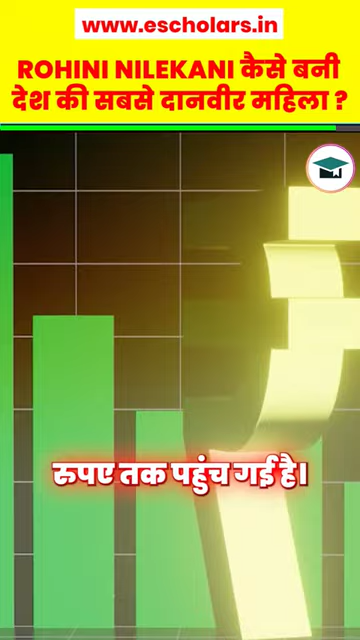 www.escholars.in
ROHINI NILEKANI कैसे बनी
देश की सबसे दानवीर महिला ?
रुपए तक पहुंच गई है।